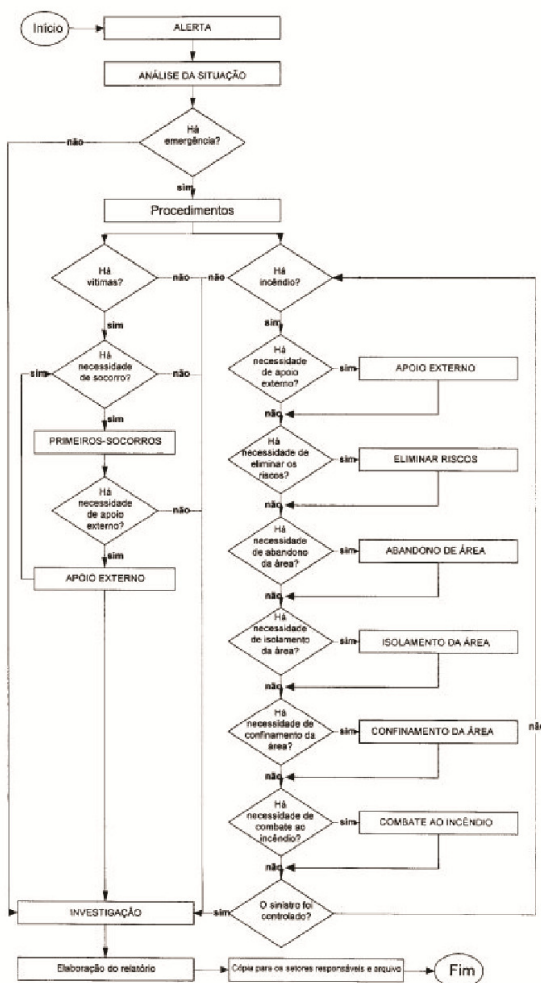 Início
ALERTA
ANÁLISE DA SITUAÇÃO
Há
emergência?
não
sim
Procedimentos
Há
vítimas?
não
não
Há
incêndio?
sim
sim
Há
necessidade
de socorro?
sim
não
Há
necessidade
de apoio
externo?
sim
APOIO EXTERNO
sim
não
PRIMEIROS-SOCORROS
Há
necessidade de
eliminar os
riscos?
sim
ELIMINAR RISCOS
Há
necessidade
de apoio
externo?
não
não
sim
APOIO EXTERNO
Há
necessidade
de abandono
da área?
sim
ABANDONO DE ÁREA
não
Há
necessidade
de isolamento
da área?
sim
ISOLAMENTO DA ÁREA
não
Há
necessidade de
confinamento da
área?
sim
CONFINAMENTO DA ÁREA
não
não
Há
necessidade de
combate ao
incêndio?
sim
COMBATE AO INCÊNDIO
não
INVESTIGAÇÃO
sim
O sinistro foi
controlado?
não
Elaboração do relatório
Cópia para os setores responsáveis e arquivo
Fim